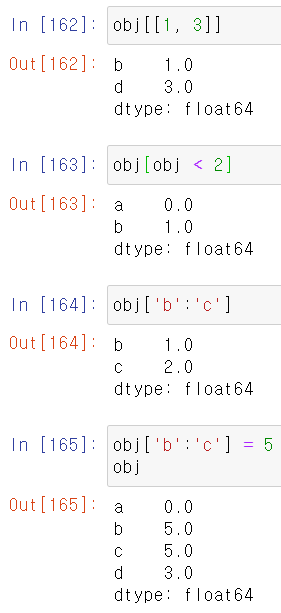 In [162]: obj[[1, 3]]
Out[162]: b    1.0
d    3.0
dtype: float64
In [163]: obj[obj < 2]
Out[163]: a    0.0
b    1.0
dtype: float64
In [164]: obj['b':'c']
Out[164]: b    1.0
c    2.0
dtype: float64
In [165]: obj['b':'c'] = 5
obj
Out[165]: a    0.0
b    5.0
c    5.0
d    3.0
dtype: float64